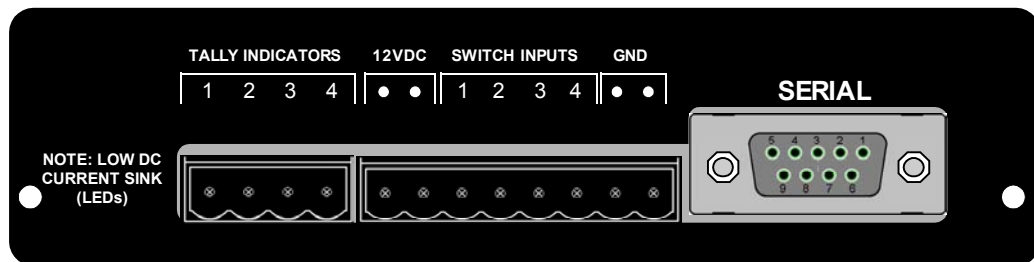 TALLY INDICATORS 12VDC SWITCH INPUTS GND
1 2 3 4 1 2 3 4
SERIAL
NOTE: LOW DC
CURRENT SINK
(LEDs)
5 4 3 2 1
9 8 7 6